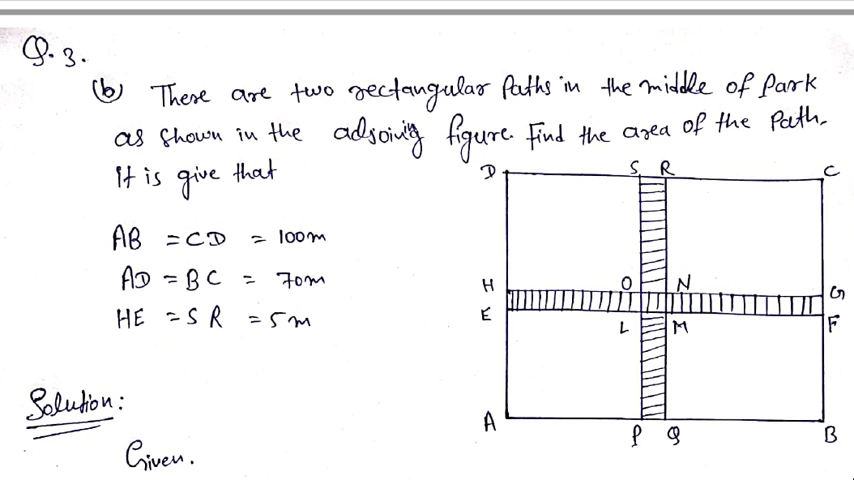 Q. 3.
(b) There are two rectangular Paths in the middle of Park
as shown in the adjoing figure. Find the area of the Path.
it is give that
D S R C
AB = CD = 100m
AD = BC = 70m
H O N G
HE = SR = 5m
E L M F
Solution:
A P Q B
Given.